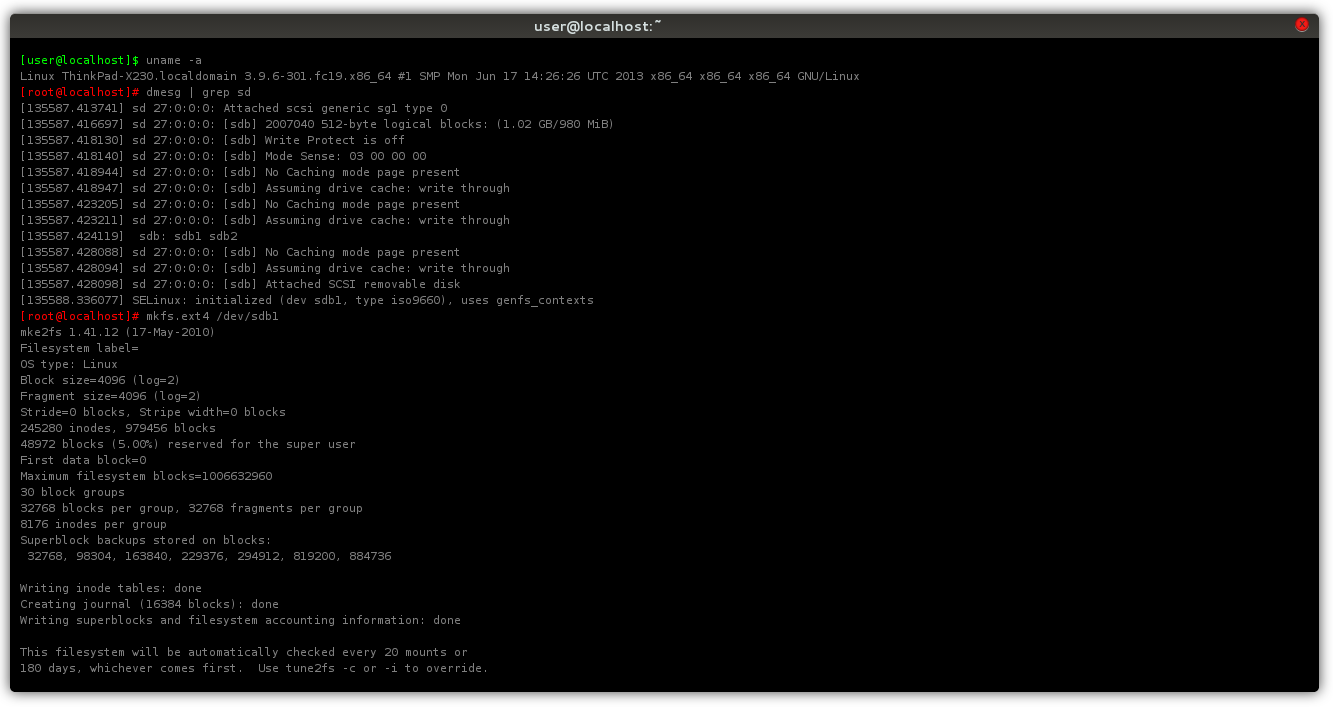 user@localhost:~
[user@localhost]$ uname -a
Linux ThinkPad-X230.localdomain 3.9.6-301.fc19.x86_64 #1 SMP Mon Jun 17 14:26:26 UTC 2013 x86_64 x86_64 x86_64 GNU/Linux
[root@localhost]# dmesg | grep sd
[135587.413741] sd 27:0:0:0: Attached scsi generic sg1 type 0
[135587.416697] sd 27:0:0:0: [sdb] 2007040 512-byte logical blocks: (1.02 GB/980 MiB)
[135587.418130] sd 27:0:0:0: [sdb] Write Protect is off
[135587.418140] sd 27:0:0:0: [sdb] Mode Sense: 03 00 00 00
[135587.418944] sd 27:0:0:0: [sdb] No Caching mode page present
[135587.418947] sd 27:0:0:0: [sdb] Assuming drive cache: write through
[135587.423205] sd 27:0:0:0: [sdb] No Caching mode page present
[135587.423211] sd 27:0:0:0: [sdb] Assuming drive cache: write through
[135587.424119]  sdb: sdb1 sdb2
[135587.428088] sd 27:0:0:0: [sdb] No Caching mode page present
[135587.428094] sd 27:0:0:0: [sdb] Assuming drive cache: write through
[135587.428098] sd 27:0:0:0: [sdb] Attached SCSI removable disk
[135588.336077] SELinux: initialized (dev sdb1, type iso9660), uses genfs_contexts
[root@localhost]# mkfs.ext4 /dev/sdb1
mke2fs 1.41.12 (17-May-2010)
Filesystem label=
OS type: Linux
Block size=4096 (log=2)
Fragment size=4096 (log=2)
Stride=0 blocks, Stripe width=0 blocks
245280 inodes, 979456 blocks
48972 blocks (5.00%) reserved for the super user
First data block=0
Maximum filesystem blocks=1006632960
30 block groups
32768 blocks per group, 32768 fragments per group
8176 inodes per group
Superblock backups stored on blocks:
 32768, 98304, 163840, 229376, 294912, 819200, 884736
Writing inode tables: done
Creating journal (16384 blocks): done
Writing superblocks and filesystem accounting information: done
This filesystem will be automatically checked every 20 mounts or
180 days, whichever comes first.  Use tune2fs -c or -i to override.